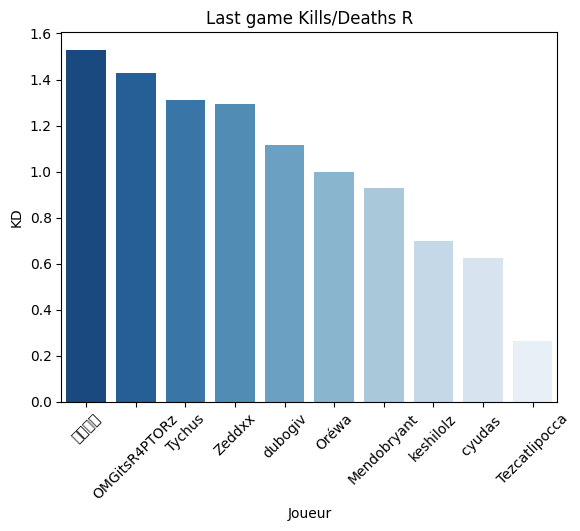 Last game Kills/Deaths R
1.6
1.4
1.2
1.0
0.8
0.6
0.4
0.2
0.0
KD
OMGitsR4PTORz
Tychus
Zeddxx
dubogiv
Oréwa
Mendobryant
keshilolz
cyudas
Tezcatlipocca
Joueur